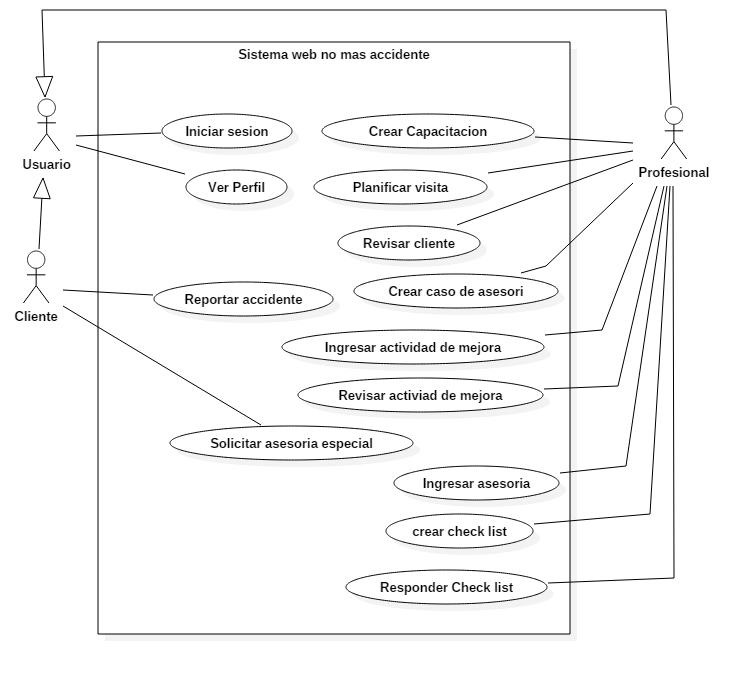 Sistema web no mas accidente
Iniciar sesion
Crear Capacitacion
Usuario
Profesional
Ver Perfil
Planificar visita
Revisar cliente
Crear caso de asesori
Reportar accidente
Cliente
Ingresar actividad de mejora
Revisar activiad de mejora
Solicitar asesoria especial
Ingresar asesoria
crear check list
Responder Check list